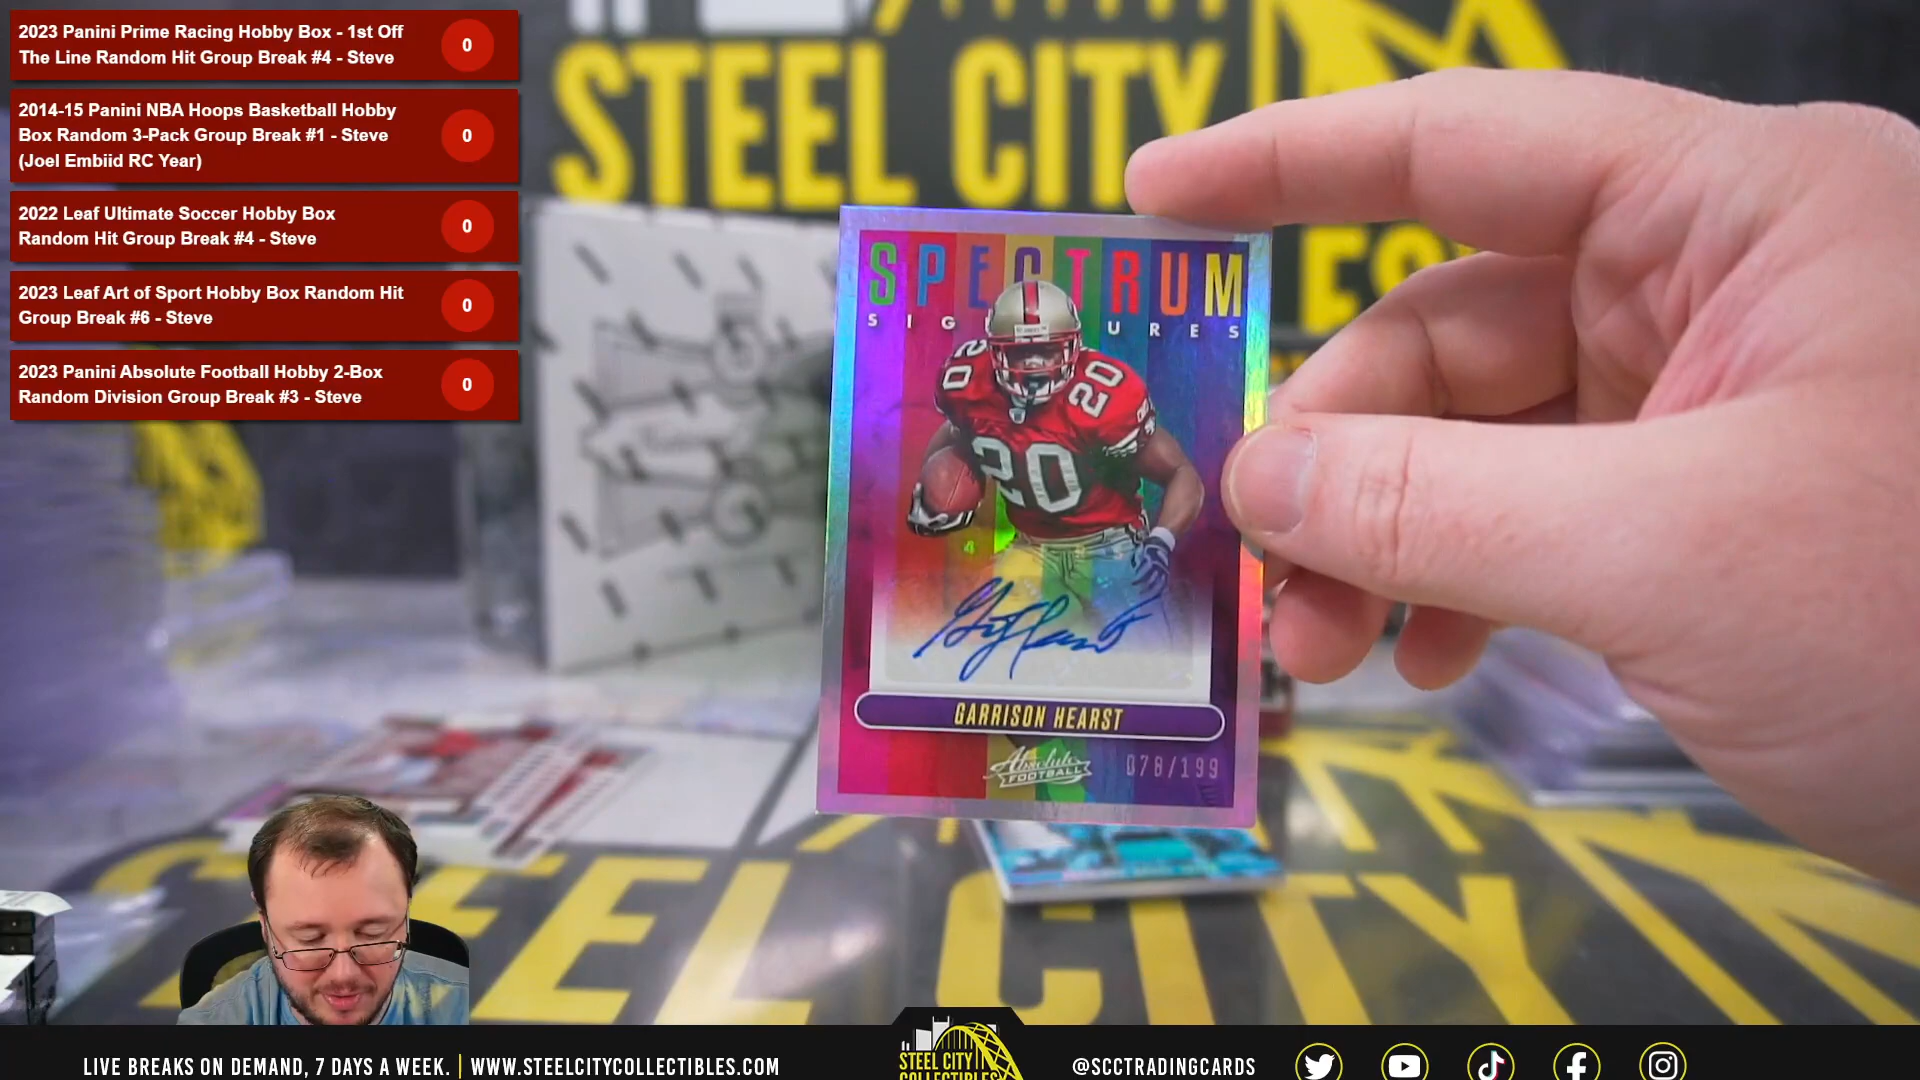 2023 Panini Prime Racing Hobby Box - 1st Off
The Line Random Hit Group Break #4 - Steve
0
2014-15 Panini NBA Hoops Basketball Hobby
Box Random 3-Pack Group Break #1 - Steve
(Joel Embiid RC Year)
0
2022 Leaf Ultimate Soccer Hobby Box
Random Hit Group Break #4 - Steve
0
2023 Leaf Art of Sport Hobby Box Random Hit
Group Break #6 - Steve
0
2023 Panini Absolute Football Hobby 2-Box
Random Division Group Break #3 - Steve
0
STEEL CITY
SPECTRUM
SIG URES
20
20
20
GARRISON HEARST
Absolute
FOOTBALL
078/199
STEEL CITY
LIVE BREAKS ON DEMAND, 7 DAYS A WEEK. | WWW.STEELCITYCOLLECTIBLES.COM
STEEL CITY
COLLECTIBLES
@SCCTRADINGCARDS